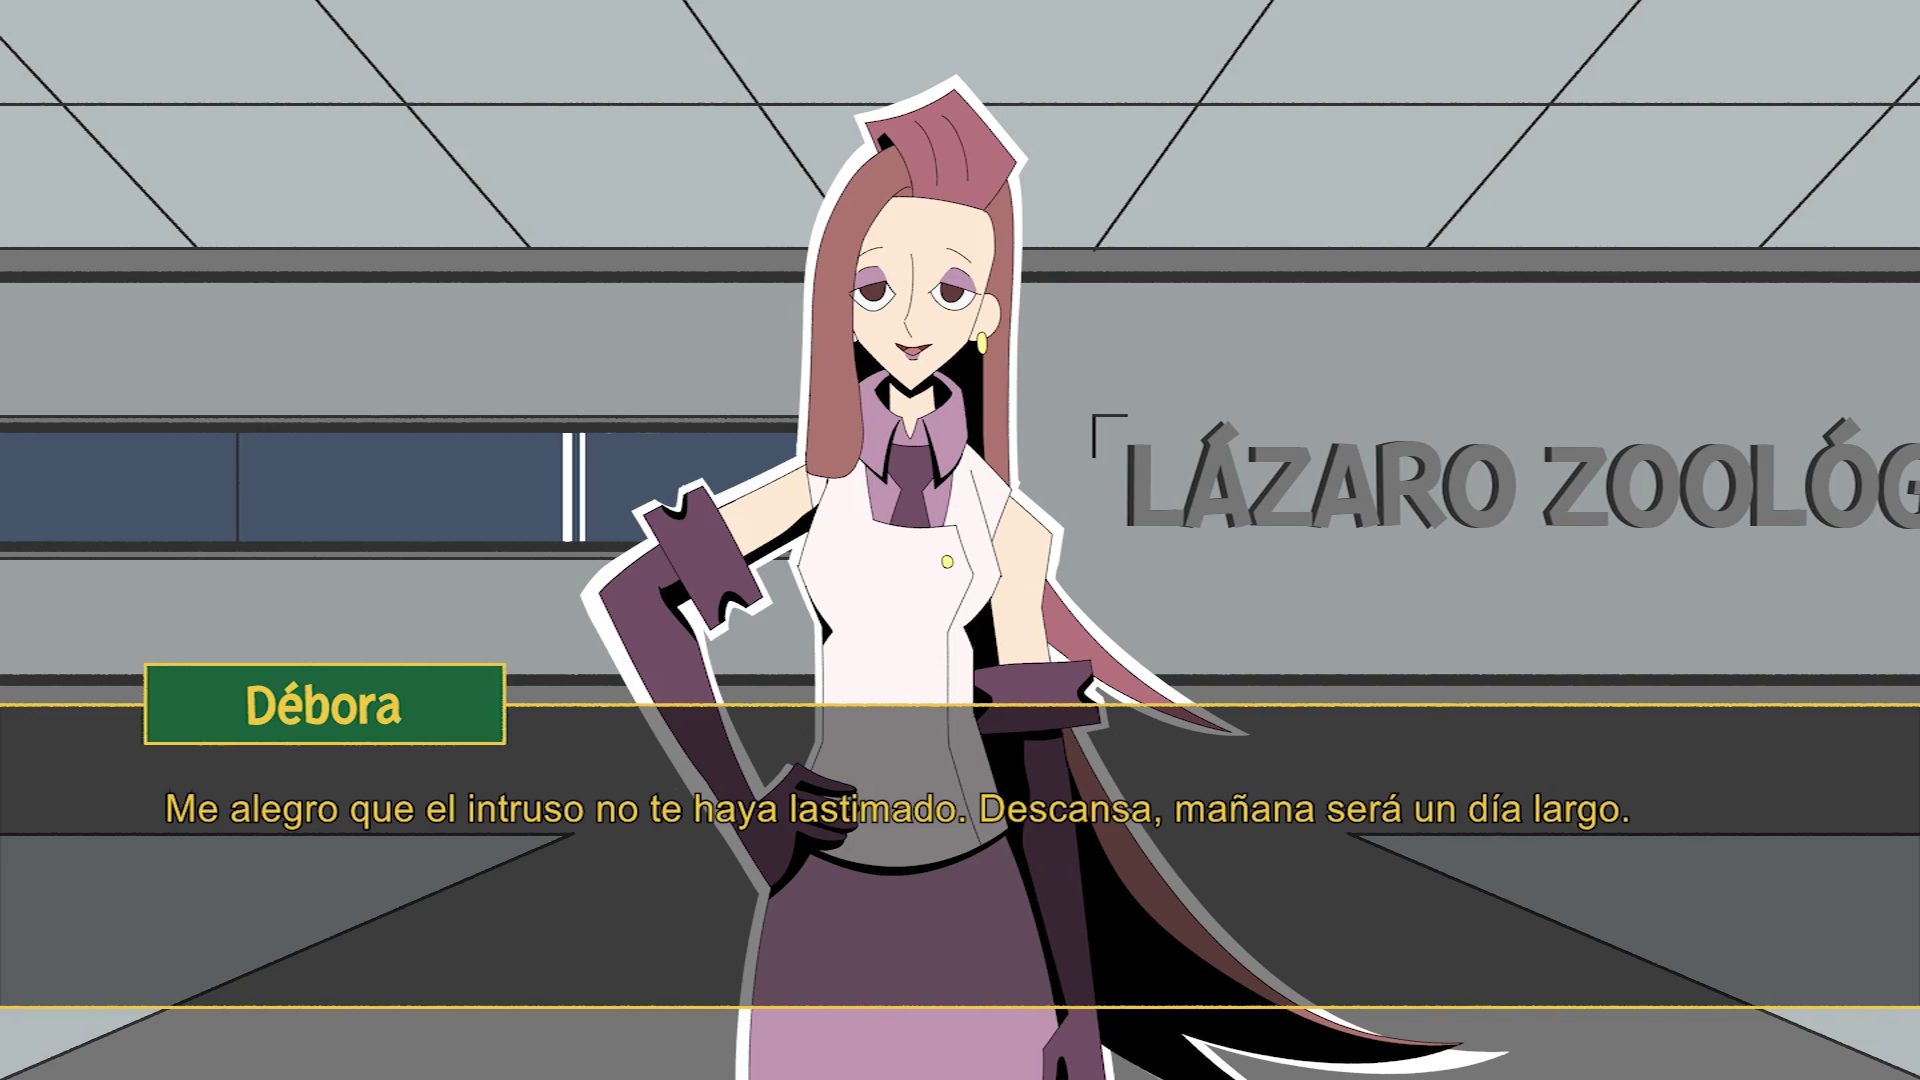 LÁZARO ZOOLÓG
Débora
Me alegro que el intruso no te haya lastimado. Descansa, mañana será un día largo.